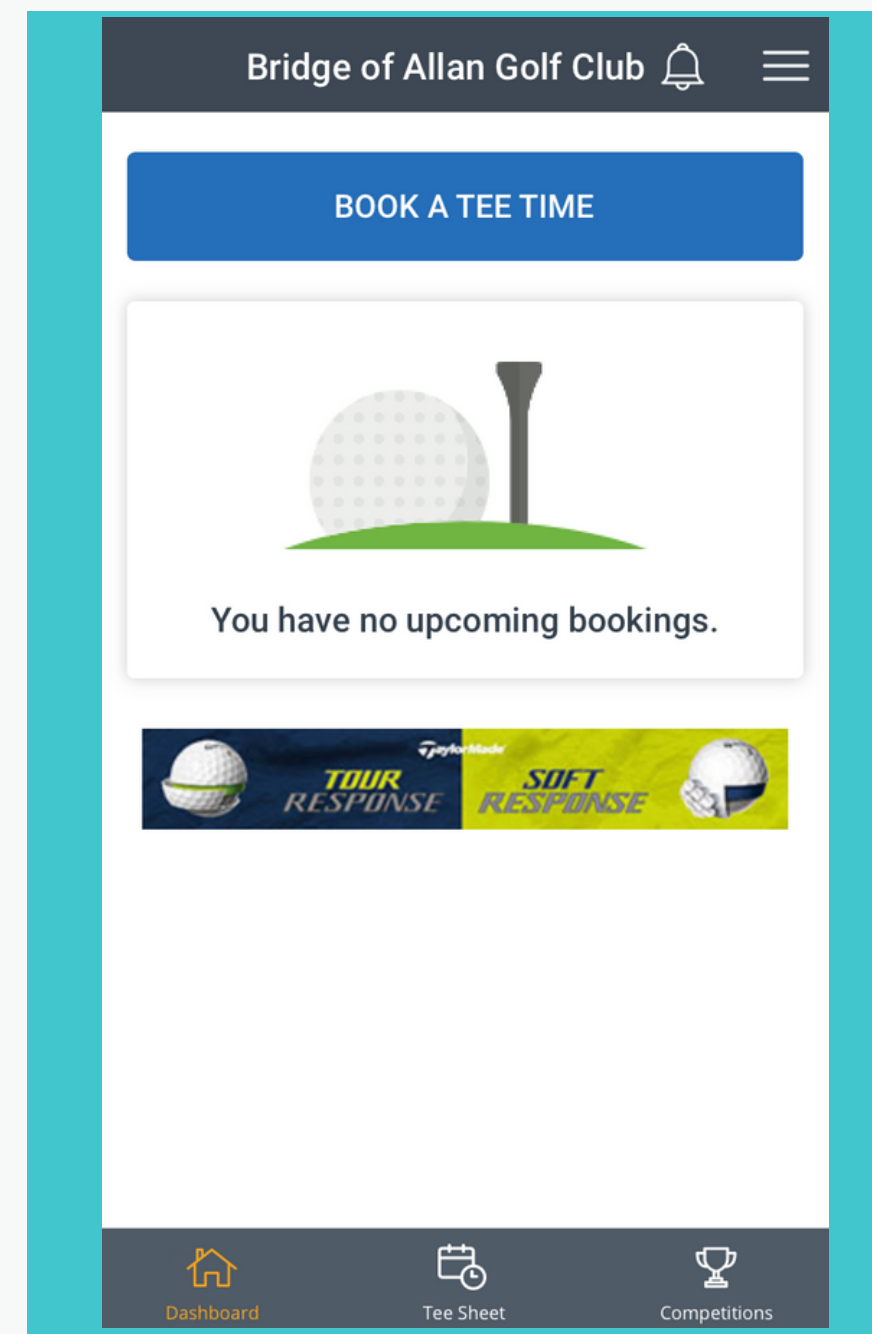 Bridge of Allan Golf Club
BOOK A TEE TIME
You have no upcoming bookings.
TaylorMade
TOUR RESPONSE
SOFT RESPONSE
Dashboard
Tee Sheet
Competitions